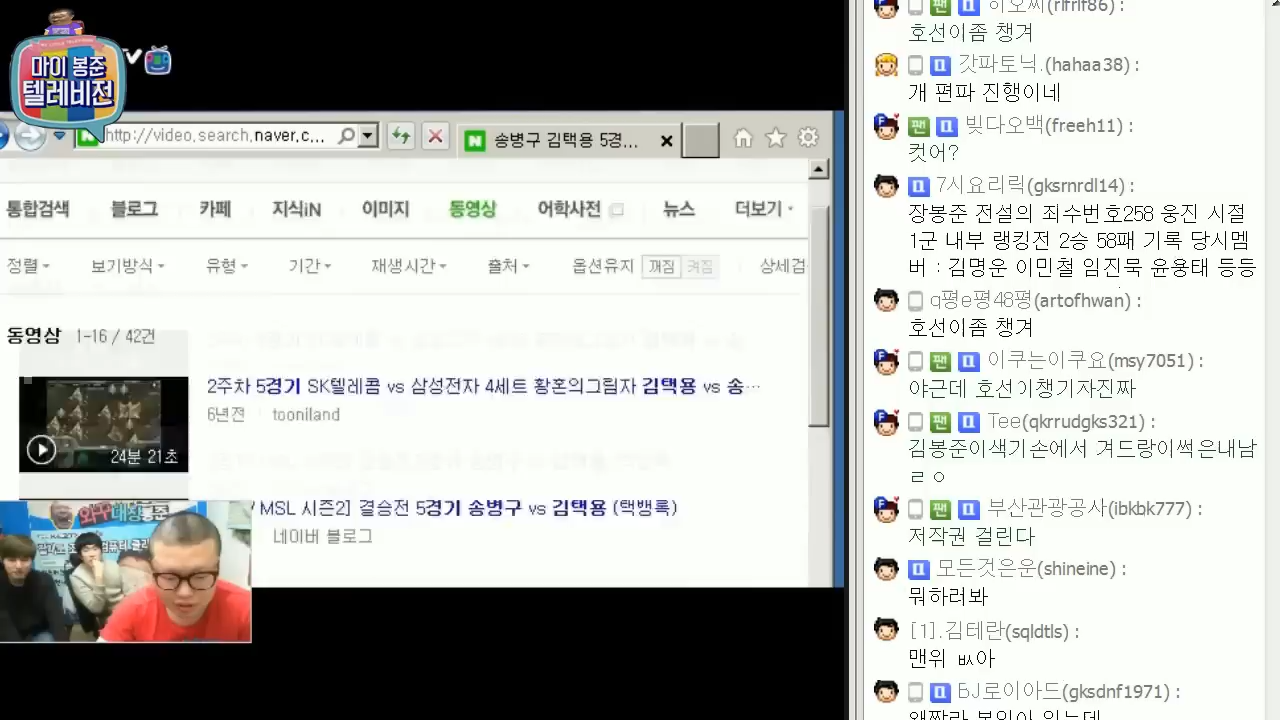 마이 봉준
텔레비전
http://video.search.naver.c...
송병구 김택용 5경...
통합검색 블로그 카페 지식iN 이미지 동영상 어학사전 뉴스 더보기
정렬 보기방식 유형 기간 재생시간 출처 옵션유지 꺼짐 켜짐 상세검
동영상 1-16 / 42건
2주차 5경기 SK텔레콤 vs 삼성전자 4세트 황혼의그림자 김택용 vs 송…
6년전 tooniland
24분 21초
MSL 시즌2] 결승전 5경기 송병구 vs 김택용 (택뱅록)
네이버 블로그
(rlfrlf86) :
호선이좀 챙겨
갓파토닉.(hahaa38) :
개 편파 진행이네
빚다오백(freeh11) :
컷어?
7시요리릭(gksrnrdl14) :
장봉준 전설의 죄수번호258 웅진 시절
1군 내부 랭킹전 2승 58패 기록 당시멤
버 : 김명운 이민철 임진묵 윤용태 등등
q평e평48평(artofhwan) :
호선이좀 챙겨
이쿠는이쿠요(msy7051) :
아근데 호선이챙기자진짜
Tee(qkrrudgks321) :
김봉준이색기손에서 겨드랑이썩은내남
ㄹㅇ
부산관광공사(ibkbk777) :
저작권 걸린다
모든것은운(shineine) :
뭐하러봐
[1].김테란(sqldtls) :
맨위 ㅄ아
BJ로이아드(gksdnf1971) :